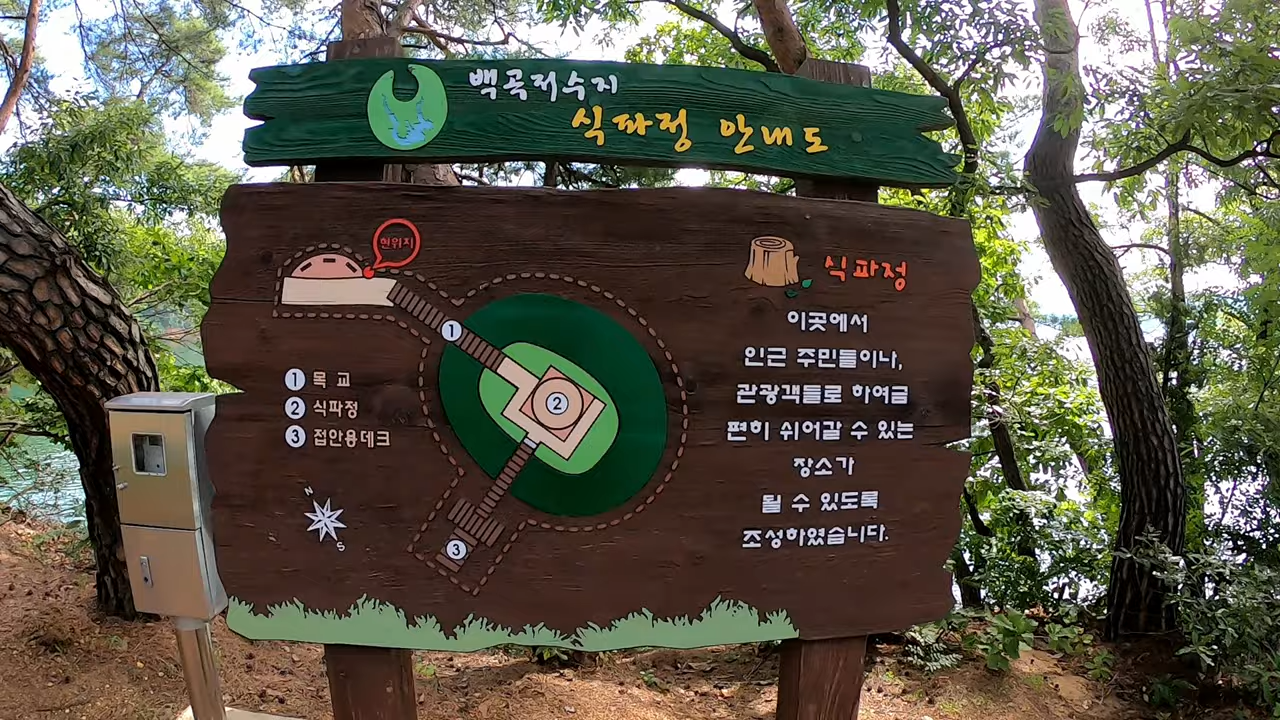 백곡저수지
식파정 안내도
현위치
1
2
3
1 목교
2 식파정
3 접안용데크
N
S
식파정
이곳에서
인근 주민들이나,
관광객들로 하여금
편히 쉬어갈 수 있는
장소가
될 수 있도록
조성하였습니다.